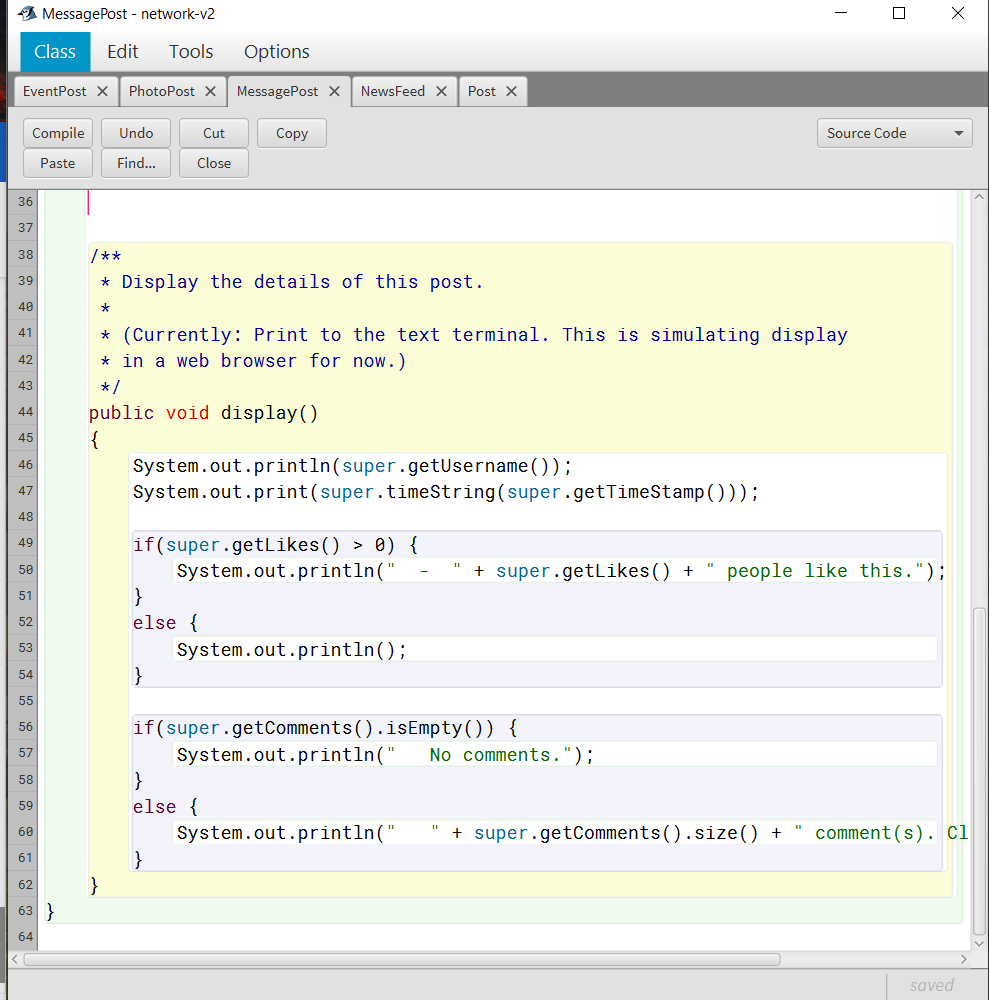 MessagePost - network-v2
Class Edit Tools Options
EventPost PhotoPost MessagePost NewsFeed Post
Compile Undo Cut Copy Source Code
Paste Find... Close
36
37
38 /**
39 * Display the details of this post.
40 *
41 * (Currently: Print to the text terminal. This is simulating display
42 * in a web browser for now.)
43 */
44 public void display()
45 {
46 System.out.println(super.getUsername());
47 System.out.print(super.timeString(super.getTimeStamp()));
48
49 if(super.getLikes() > 0) {
50 System.out.println("  -  " + super.getLikes() + " people like this.");
51 }
52 else {
53 System.out.println();
54 }
55
56 if(super.getComments().isEmpty()) {
57 System.out.println("   No comments.");
58 }
59 else {
60 System.out.println("   " + super.getComments().size() + " comment(s). Cl
61 }
62 }
63 }
64
saved